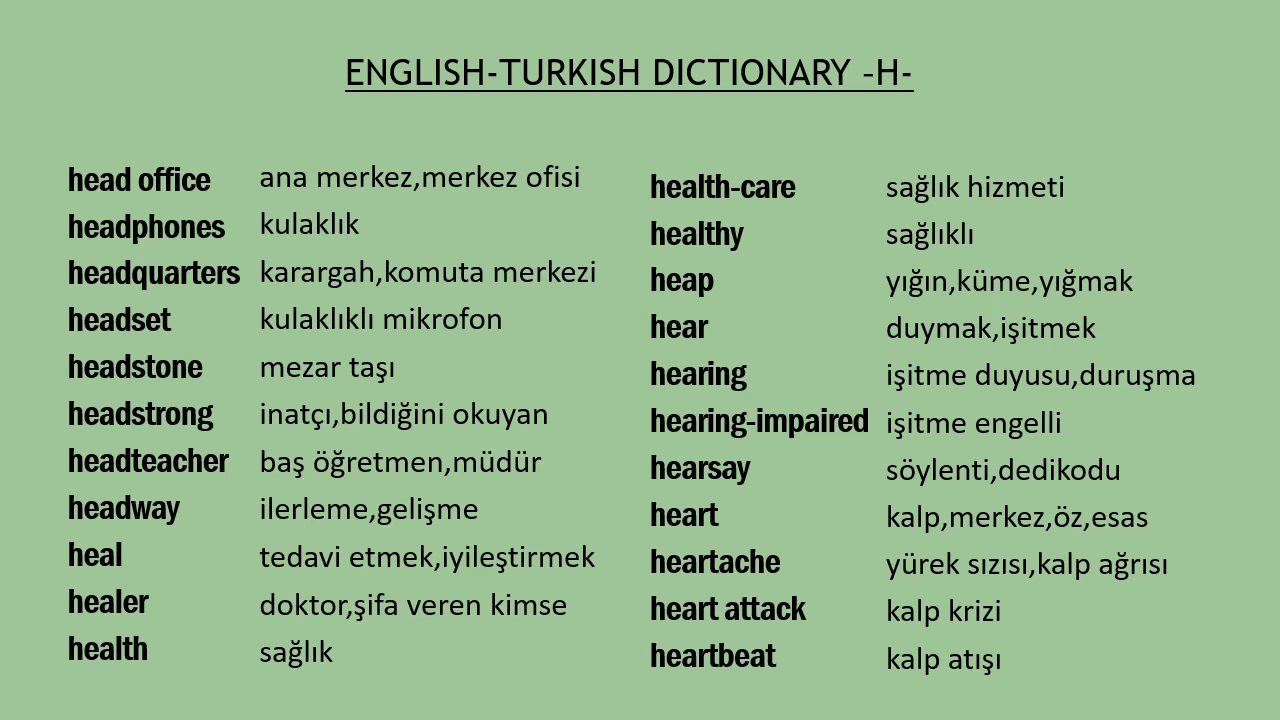 ENGLISH-TURKISH DICTIONARY –H-
head office ana merkez,merkez ofisi
headphones kulaklık
headquarters karargah,komuta merkezi
headset kulaklıklı mikrofon
headstone mezar taşı
headstrong inatçı,bildiğini okuyan
headteacher baş öğretmen,müdür
headway ilerleme,gelişme
heal tedavi etmek,iyileştirmek
healer doktor,şifa veren kimse
health sağlık
health-care sağlık hizmeti
healthy sağlıklı
heap yığın,küme,yığmak
hear duymak,işitmek
hearing işitme duyusu,duruşma
hearing-impaired işitme engelli
hearsay söylenti,dedikodu
heart kalp,merkez,öz,esas
heartache yürek sızısı,kalp ağrısı
heart attack kalp krizi
heartbeat kalp atışı